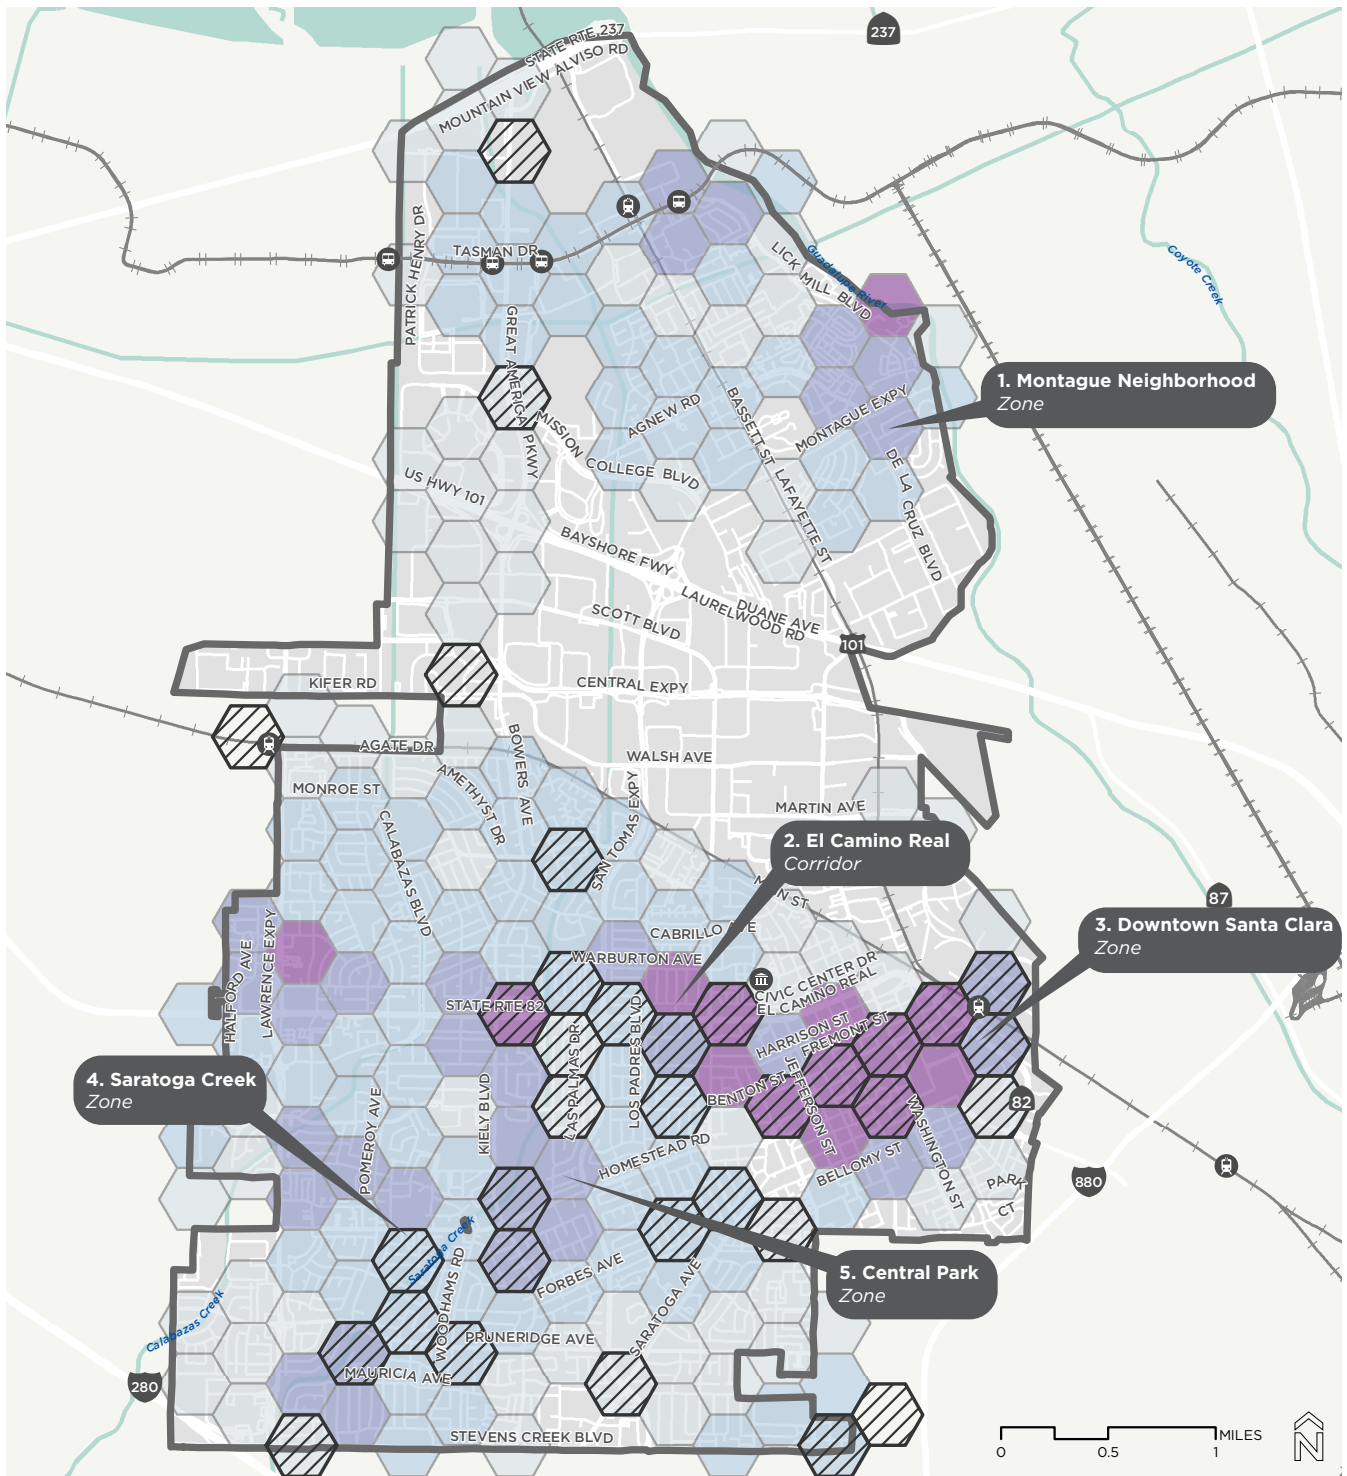 237
STATE RTE 237
MOUNTAIN VIEW ALVISO RD
PATRICK HENRY DR
TASMAN DR
LICK MILL BLVD
Guadalupe River
Coyote Creek
GREAT AMERICA PKWY
1. Montague Neighborhood
Zone
AGNEW RD
BASSETT ST
MONTAGUE EXPY
MISSION COLLEGE BLVD
US HWY 101
LAFAYETTE ST
DE LA CRUZ BLVD
BAYSHORE FWY
LAURELWOOD RD
DUANE AVE
SCOTT BLVD
101
KIFER RD
CENTRAL EXPY
AGATE DR
BOWERS AVE
WALSH AVE
MONROE ST
AMETHYST DR
SAN TOMAS EXPY
MARTIN AVE
CALABAZAS BLVD
2. El Camino Real
Corridor
87
3. Downtown Santa Clara
Zone
HALFORD AVE
LAWRENCE EXPY
CABRILLO AVE
WARBURTON AVE
CIVIC CENTER DR
EL CAMINO REAL
STATE RTE 82
HARRISON ST
FREMONT ST
LAS PALMAS DR
LOS PADRES BLVD
4. Saratoga Creek
Zone
KIELY BLVD
POMEROY AVE
BENTON ST
JEFFERSON ST
WASHINGTON ST
82
HOMESTEAD RD
BELLOMY ST
PARK CT
880
Saratoga Creek
WOODHAMS RD
FORBES AVE
SARATOGA AVE
5. Central Park
Zone
Calabazas Creek
PRUNERIDGE AVE
MAURICIA AVE
280
STEVENS CREEK BLVD
0
0.5
1
MILES
N